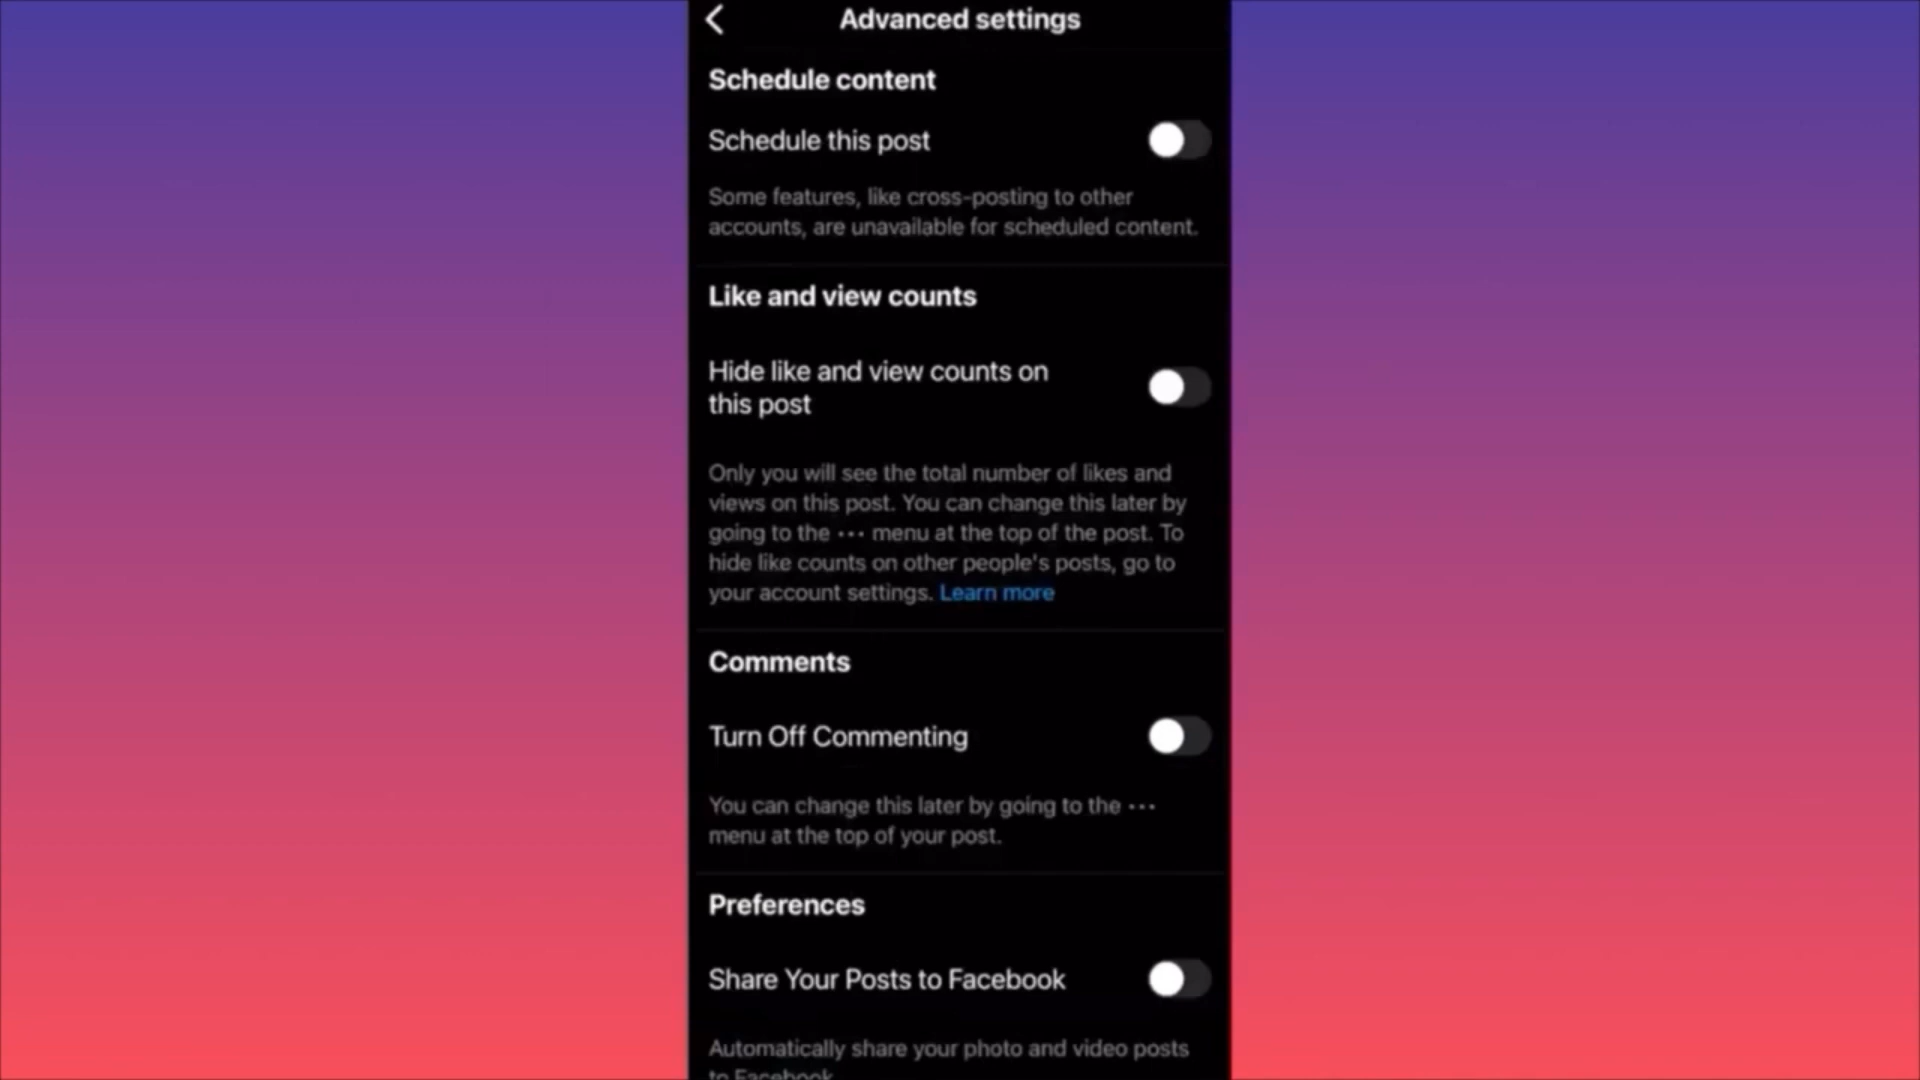 Advanced settings
Schedule content
Schedule this post
Some features, like cross-posting to other
accounts, are unavailable for scheduled content.
Like and view counts
Hide like and view counts on
this post
Only you will see the total number of likes and
views on this post. You can change this later by
going to the ••• menu at the top of the post. To
hide like counts on other people's posts, go to
your account settings. Learn more
Comments
Turn Off Commenting
You can change this later by going to the •••
menu at the top of your post.
Preferences
Share Your Posts to Facebook
Automatically share your photo and video posts
to Facebook